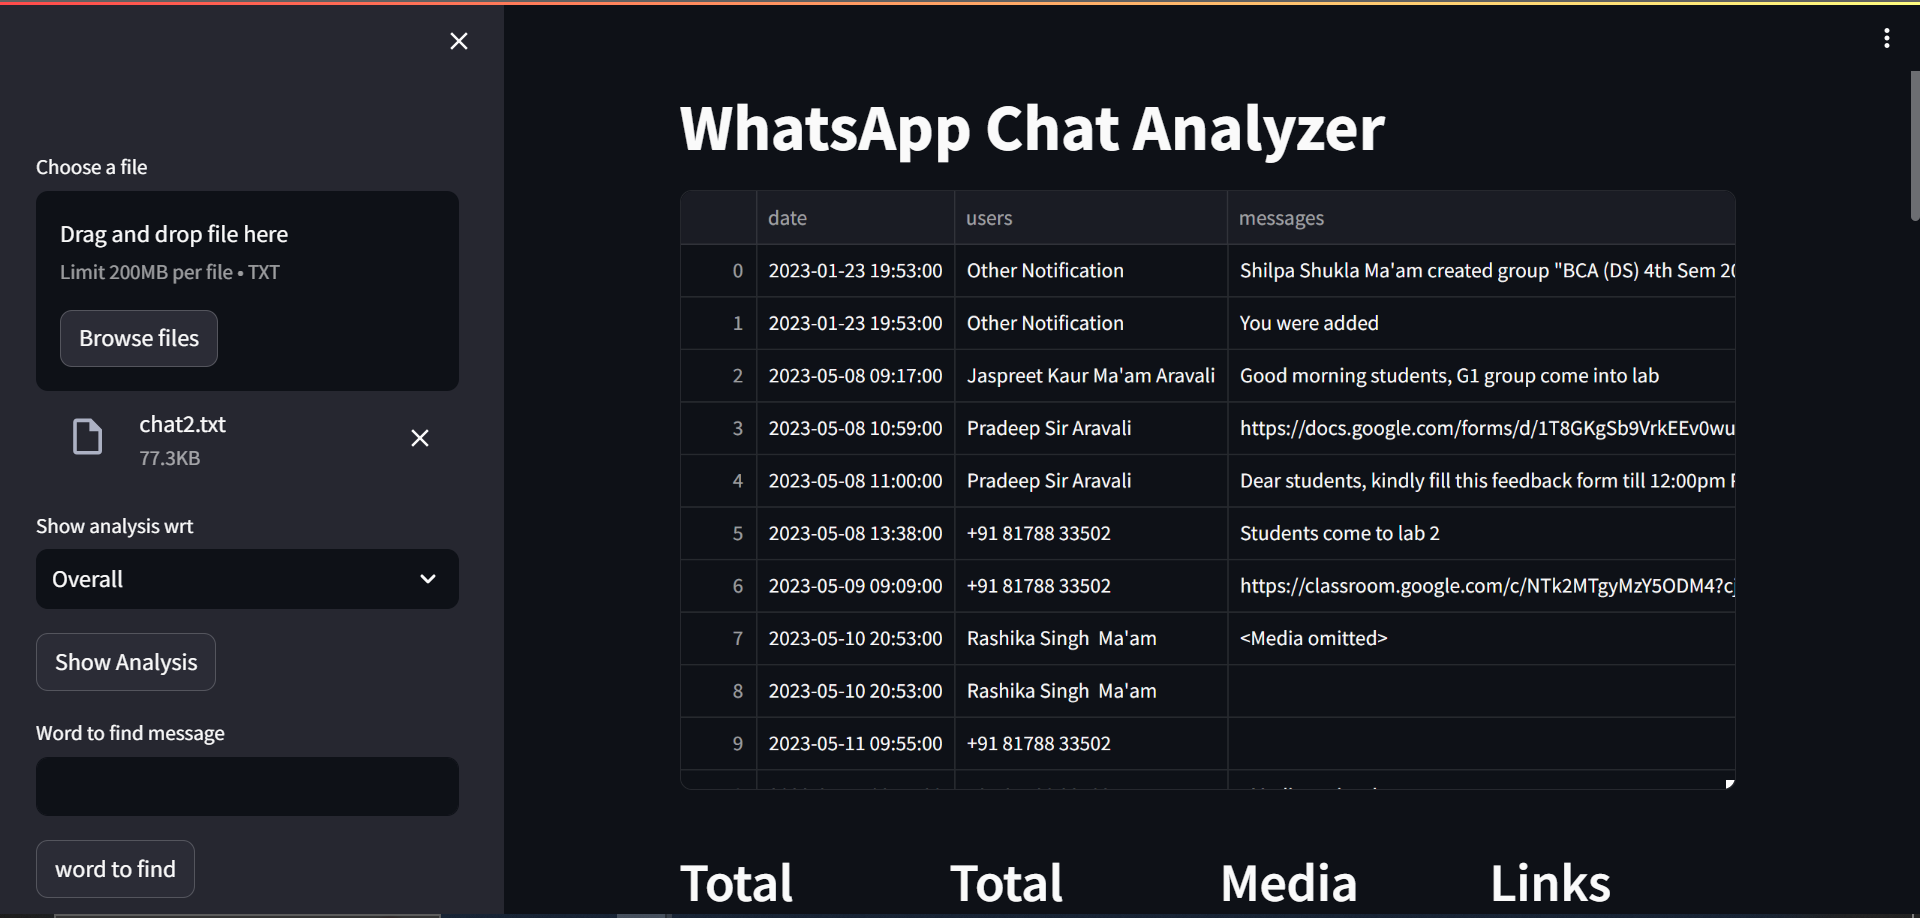 Choose a file
Drag and drop file here
Limit 200MB per file • TXT
Browse files
chat2.txt
77.3KB
Show analysis wrt
Overall
Show Analysis
Word to find message
word to find
WhatsApp Chat Analyzer
date users messages
0 2023-01-23 19:53:00 Other Notification Shilpa Shukla Ma'am created group "BCA (DS) 4th Sem 20
1 2023-01-23 19:53:00 Other Notification You were added
2 2023-05-08 09:17:00 Jaspreet Kaur Ma'am Aravali Good morning students, G1 group come into lab
3 2023-05-08 10:59:00 Pradeep Sir Aravali https://docs.google.com/forms/d/1T8GKgSb9VrkEEv0wu
4 2023-05-08 11:00:00 Pradeep Sir Aravali Dear students, kindly fill this feedback form till 12:00pm
5 2023-05-08 13:38:00 +91 81788 33502 Students come to lab 2
6 2023-05-09 09:09:00 +91 81788 33502 https://classroom.google.com/c/NTk2MTgyMzY5ODM4?cj
7 2023-05-10 20:53:00 Rashika Singh  Ma'am <Media omitted>
8 2023-05-10 20:53:00 Rashika Singh  Ma'am
9 2023-05-11 09:55:00 +91 81788 33502
Total Total Media Links